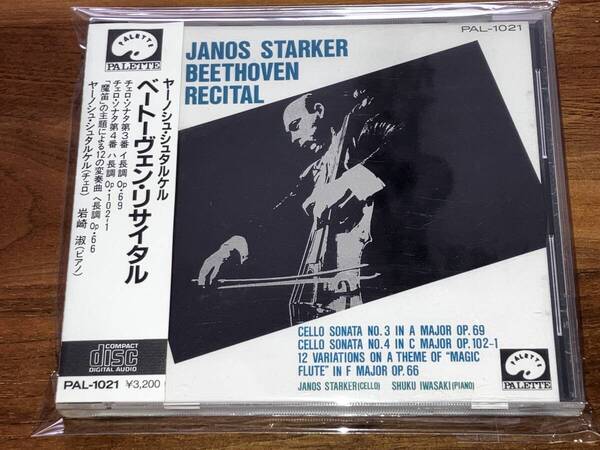 PALETTE
PALETTE
ヤーノシュ・シュタルケル
ベートーヴェン・リサイタル
チェロ・ソナタ第3番 イ長調 Op・69
チェロ・ソナタ第4番 ハ長調 Op・102-1
「魔笛」の主題による12の変奏曲 ヘ長調 Op・66
ヤーノシュ・シュタルケル(チェロ) 岩崎 淑(ピアノ)
COMPACT
disc
DIGITAL AUDIO
PAL-1021 ¥3,200
PAL-1021
JANOS STARKER
BEETHOVEN
RECITAL
CELLO SONATA NO.3 IN A MAJOR OP.69
CELLO SONATA NO.4 IN C MAJOR OP.102-1
12 VARIATIONS ON A THEME OF "MAGIC
FLUTE" IN F MAJOR OP.66
JANOS STARKER(CELLO) SHUKU IWASAKI(PIANO)
PALETTE
PALETTE